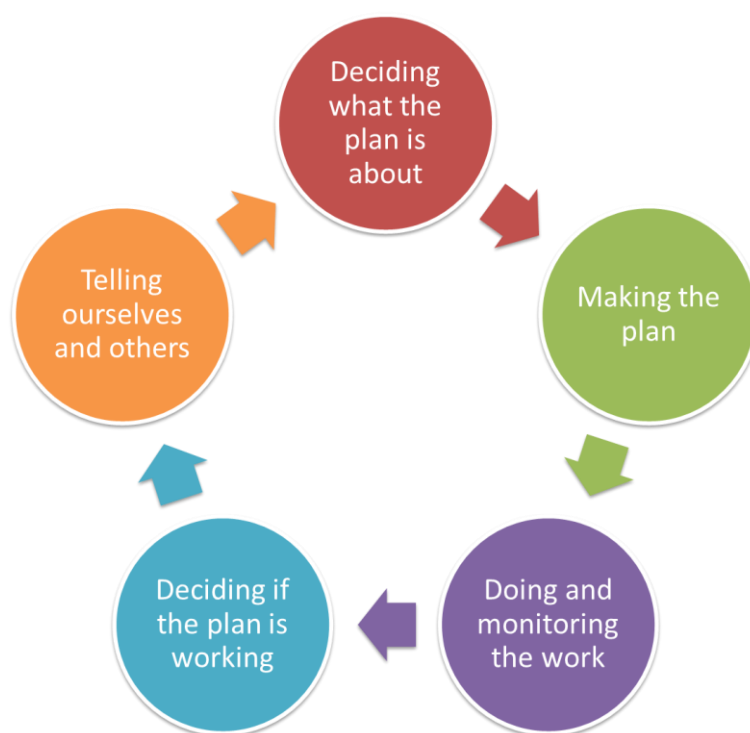 Deciding
what the
plan is
about
Making the
plan
Doing and
monitoring
the work
Deciding if
the plan is
working
Telling
ourselves
and others